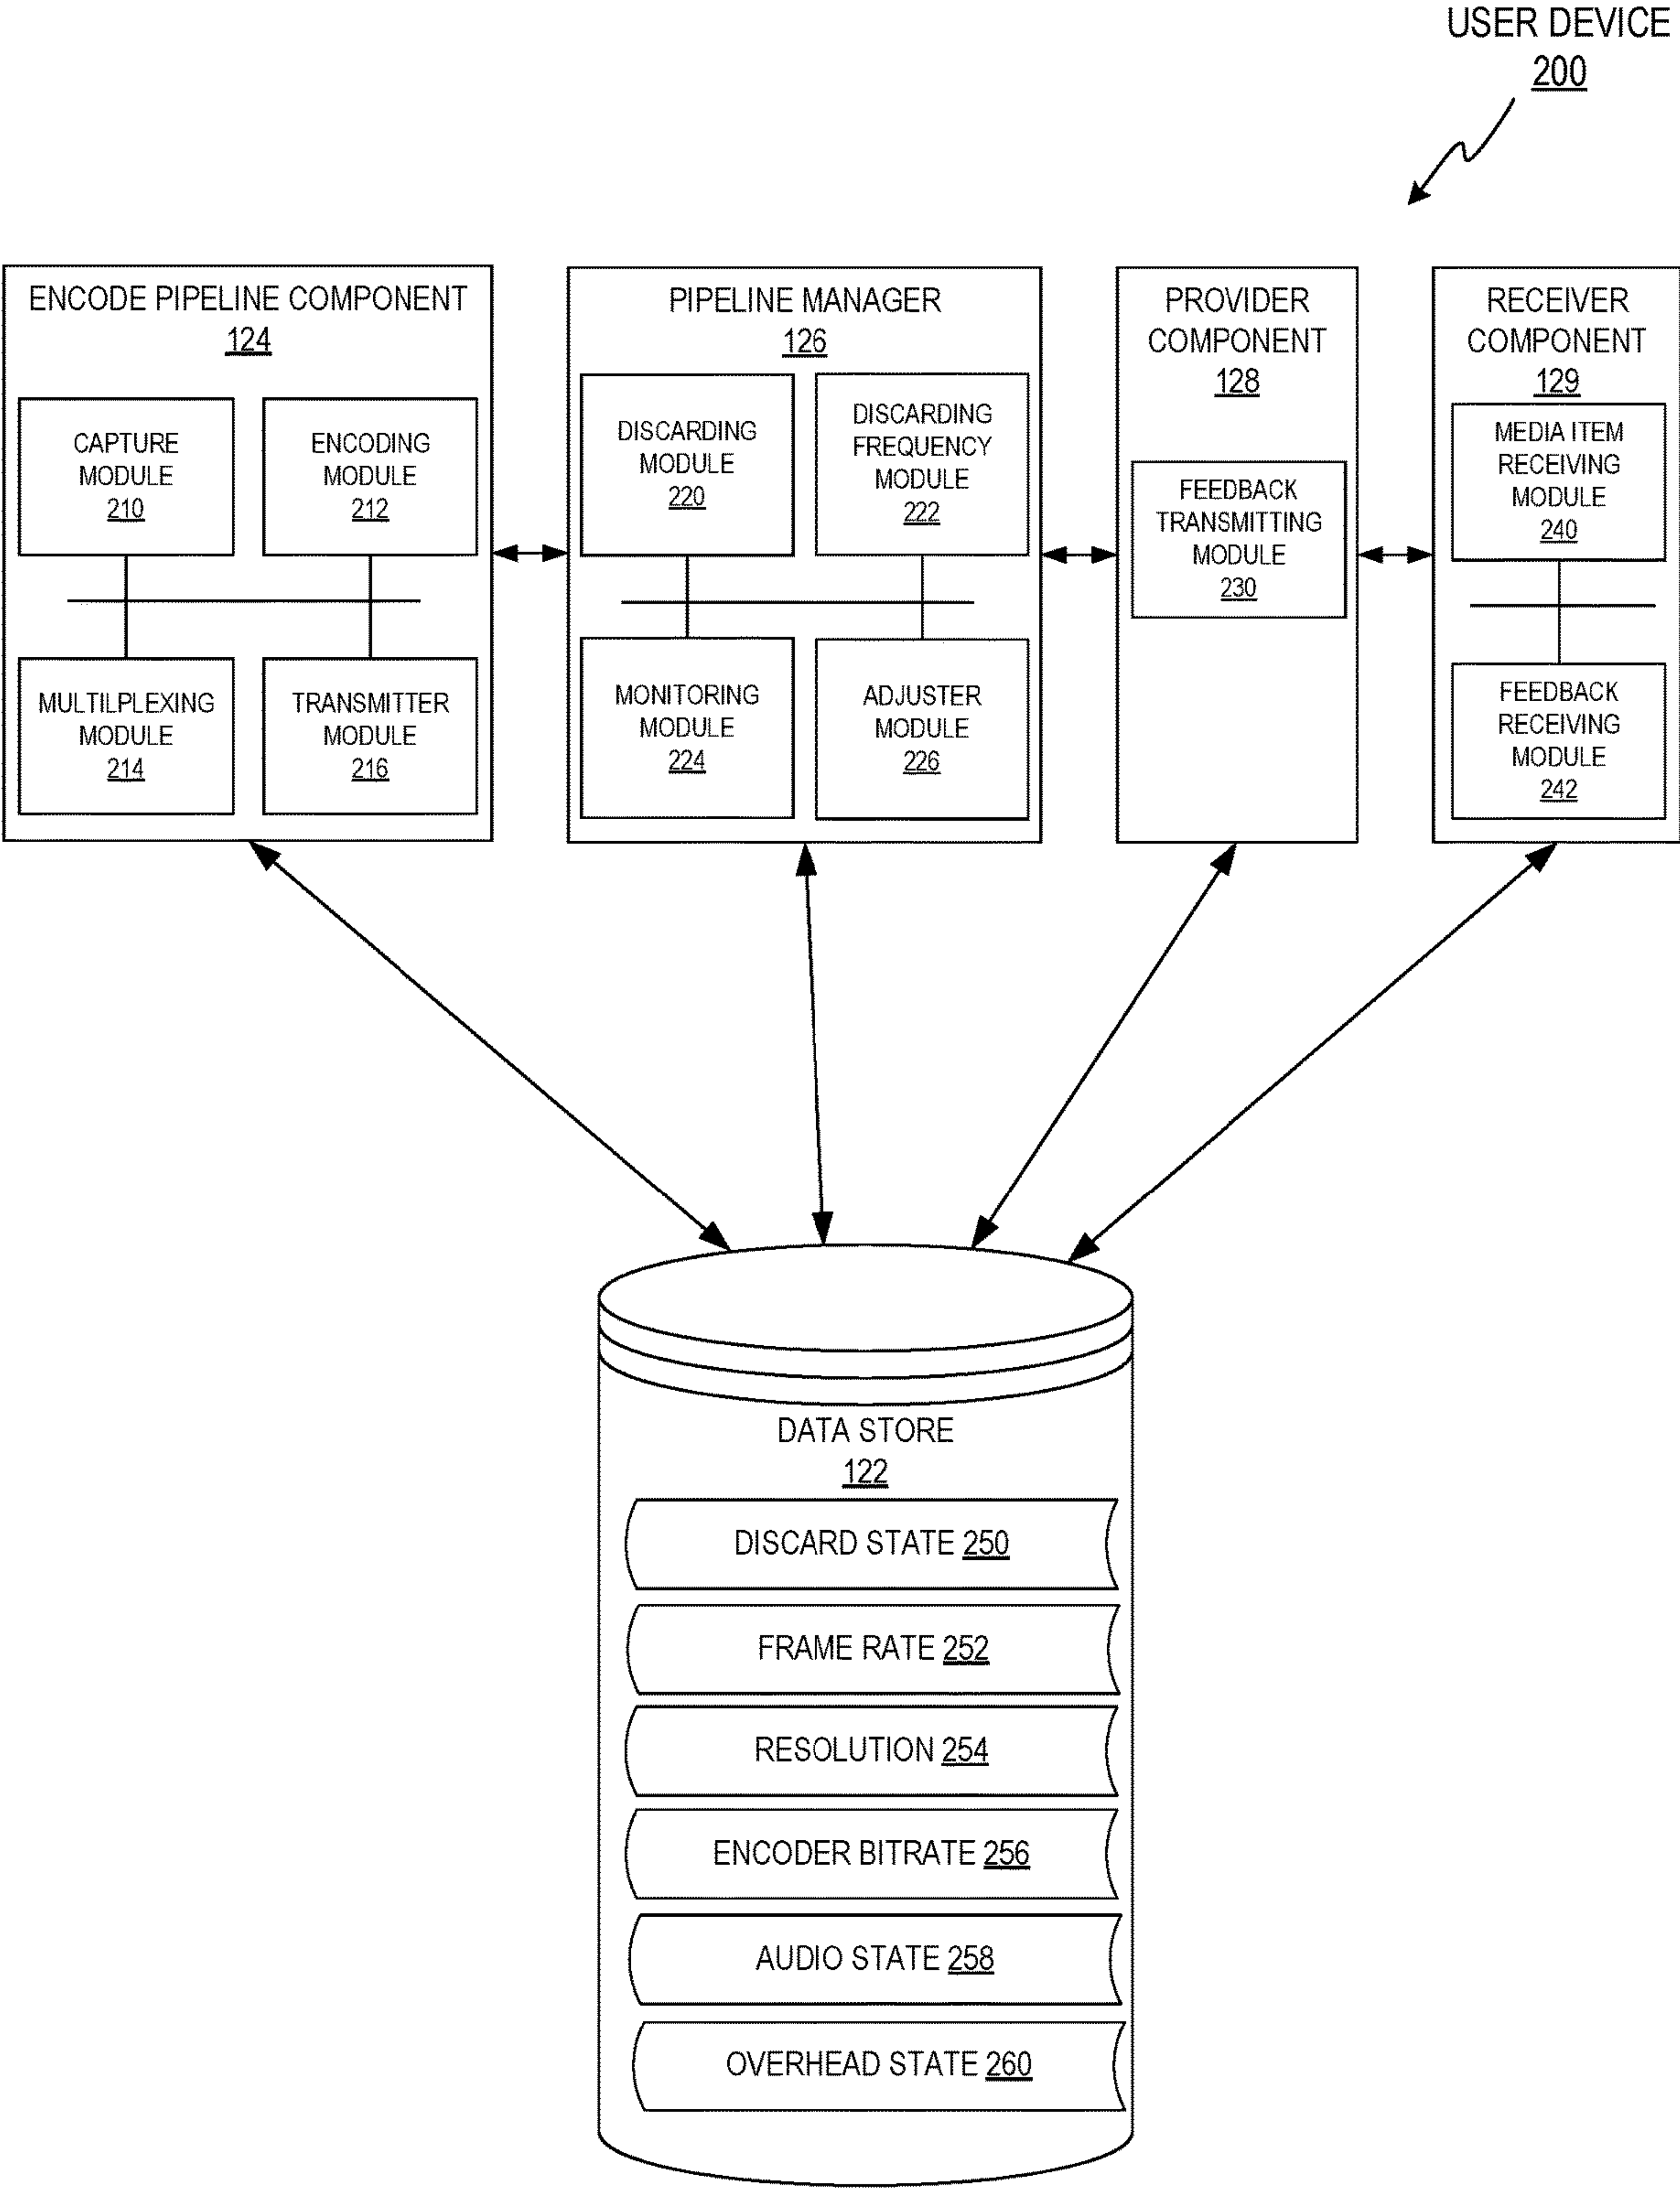 USER DEVICE
200
ENCODE PIPELINE COMPONENT
124
CAPTURE
MODULE
210
ENCODING
MODULE
212
MULTILPLEXING
MODULE
214
TRANSMITTER
MODULE
216
PIPELINE MANAGER
126
DISCARDING
MODULE
220
DISCARDING
FREQUENCY
MODULE
222
MONITORING
MODULE
224
ADJUSTER
MODULE
226
PROVIDER
COMPONENT
128
FEEDBACK
TRANSMITTING
MODULE
230
RECEIVER
COMPONENT
129
MEDIA ITEM
RECEIVING
MODULE
240
FEEDBACK
RECEIVING
MODULE
242
DATA STORE
122
DISCARD STATE 250
FRAME RATE 252
RESOLUTION 254
ENCODER BITRATE 256
AUDIO STATE 258
OVERHEAD STATE 260